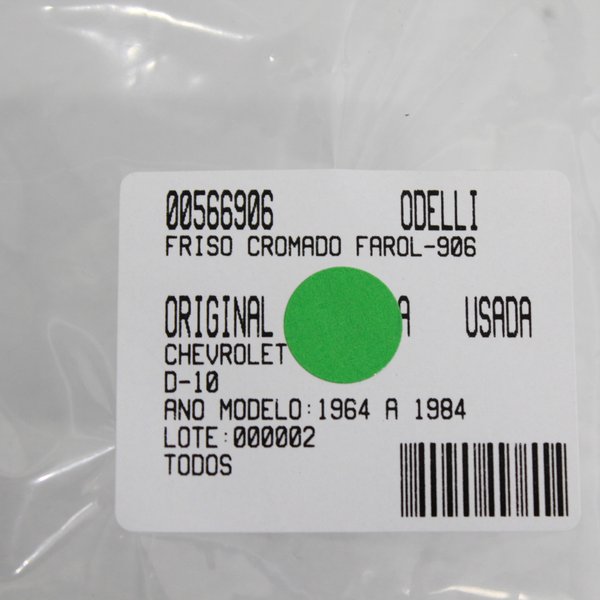 00566906 ODELLI
FRISO CROMADO FAROL-906
ORIGINAL USADA
CHEVROLET
D-10
ANO MODELO:1964 A 1984
LOTE:000002
TODOS